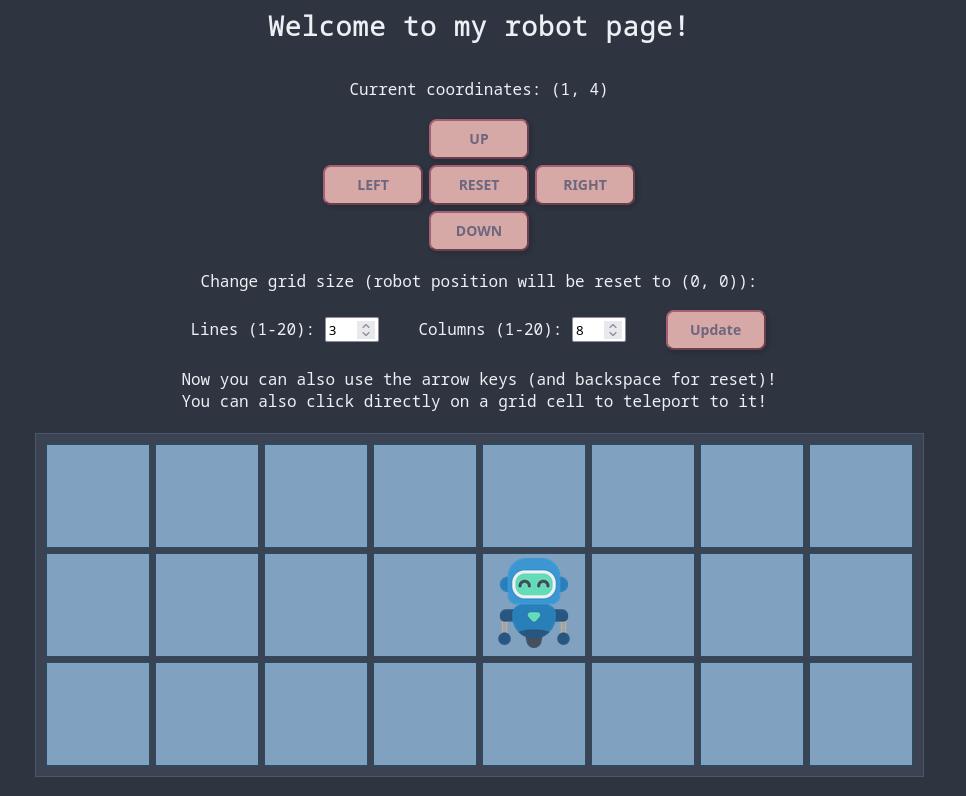 Welcome to my robot page!
Current coordinates: (1, 4)
UP
LEFT RESET RIGHT
DOWN
Change grid size (robot position will be reset to (0, 0)):
Lines (1-20): 3 Columns (1-20): 8 Update
Now you can also use the arrow keys (and backspace for reset)!
You can also click directly on a grid cell to teleport to it!